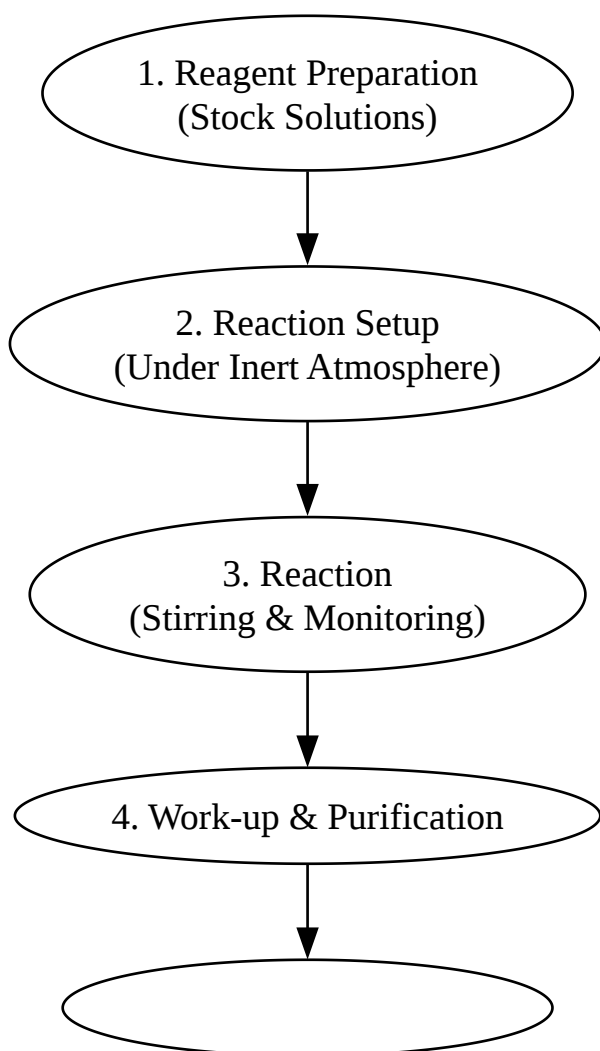 1. Reagent Preparation
(Stock Solutions)
2. Reaction Setup
(Under Inert Atmosphere)
3. Reaction
(Stirring & Monitoring)
4. Work-up & Purification